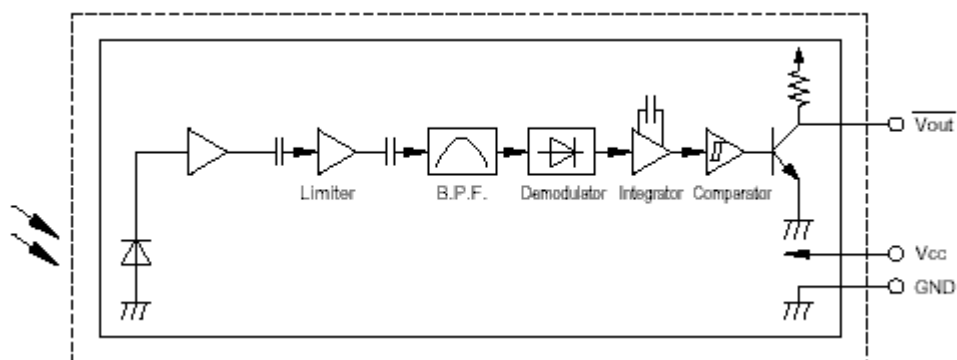 Vout
Limiter
B.P.F.
Demodulator
Integrator
Comparator
Vcc
GND